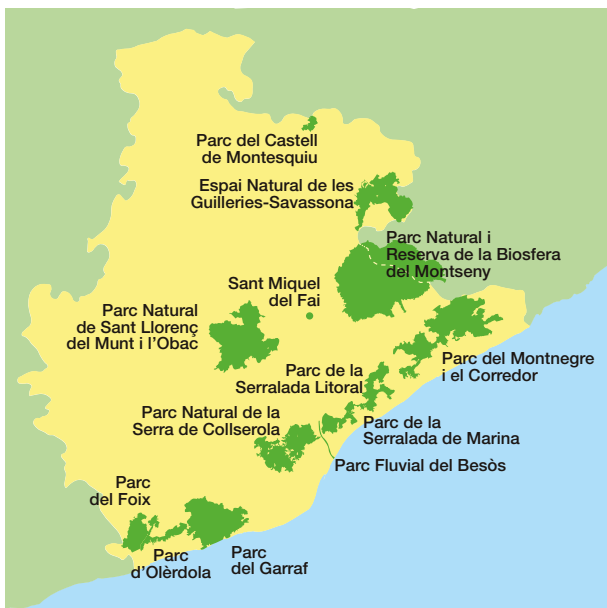 Parc del Castell
de Montesquiu
Espai Natural de les
Guilleries-Savassona
Parc Natural i
Reserva de la Biosfera
del Montseny
Sant Miquel
del Fai
Parc Natural
de Sant Llorenç
del Munt i l'Obac
Parc del Montnegre
i el Corredor
Parc de la
Serralada Litoral
Parc Natural de la
Serra de Collserola
Parc de la
Serralada de Marina
Parc Fluvial del Besòs
Parc
del Foix
Parc
d'Olèrdola
Parc
del Garraf